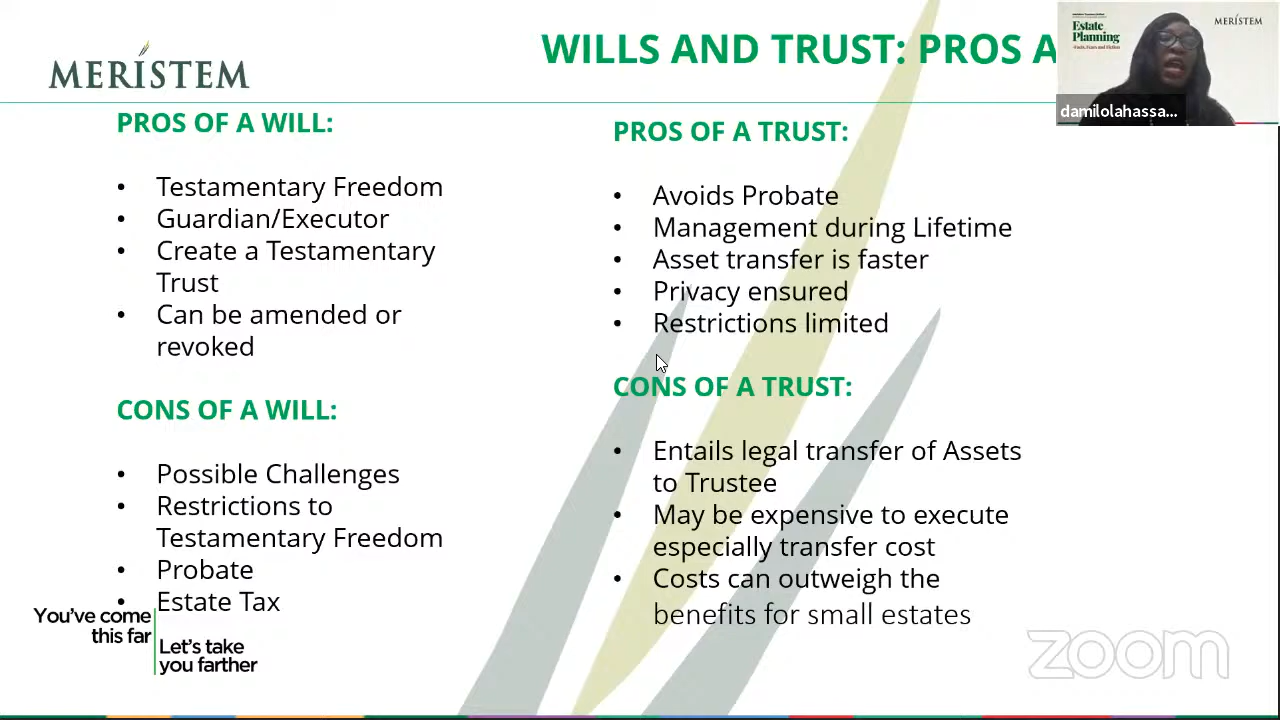 MERÍSTEM
WILLS AND TRUST: PROS A
Estate
Planning
MERÍSTEM
damilolahassa...
PROS OF A WILL:
• Testamentary Freedom
• Guardian/Executor
• Create a Testamentary
Trust
• Can be amended or
revoked
CONS OF A WILL:
• Possible Challenges
• Restrictions to
Testamentary Freedom
• Probate
• Estate Tax
PROS OF A TRUST:
• Avoids Probate
• Management during Lifetime
• Asset transfer is faster
• Privacy ensured
• Restrictions limited
CONS OF A TRUST:
• Entails legal transfer of Assets
to Trustee
• May be expensive to execute
especially transfer cost
• Costs can outweigh the
benefits for small estates
You've come
this far
Let's take
you farther
zoom